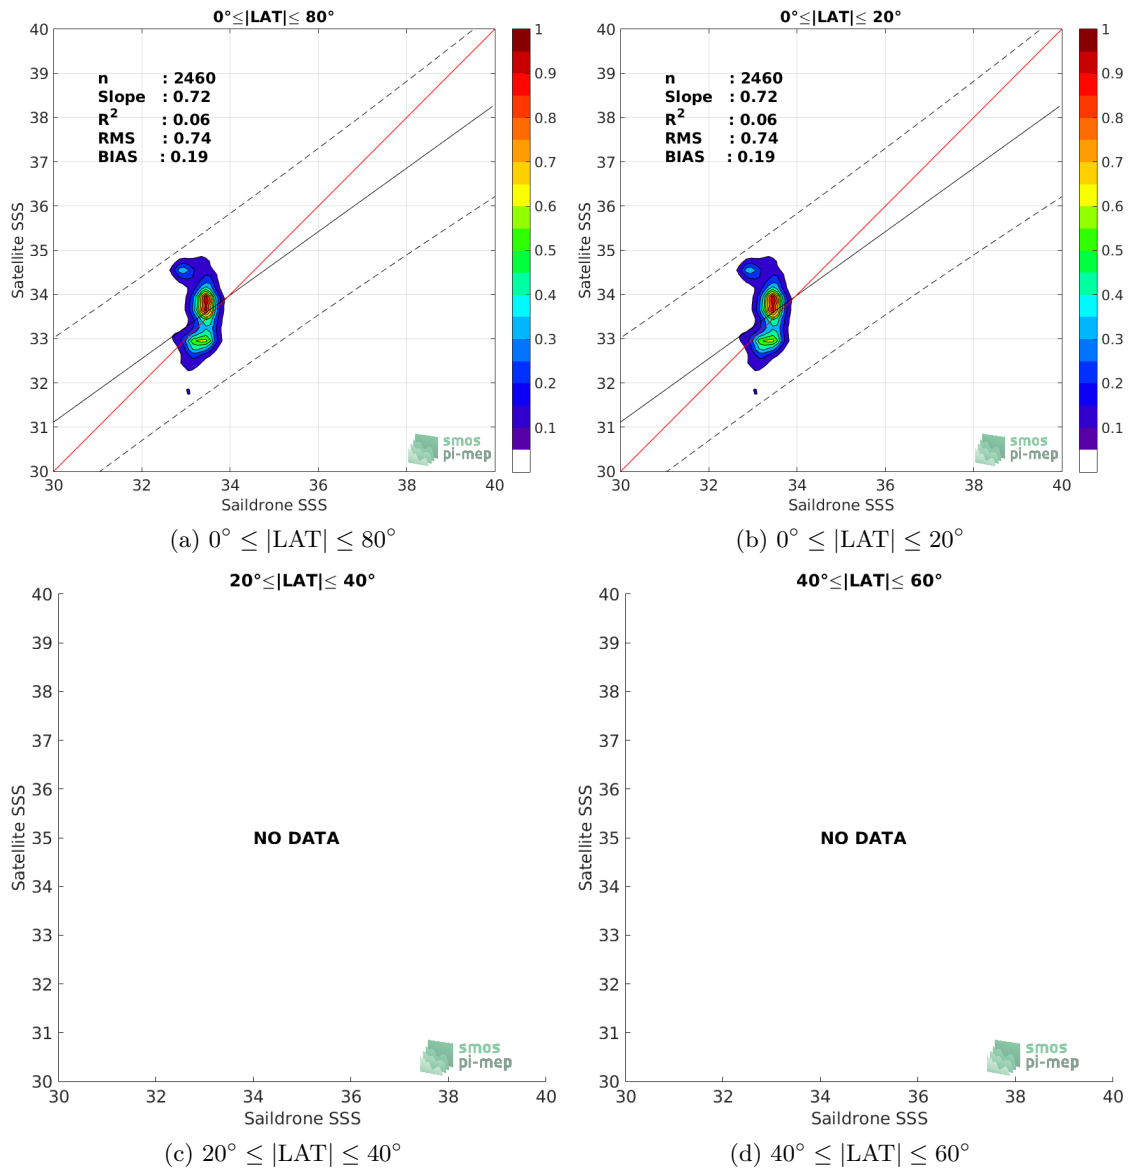 0°≤|LAT|≤ 80°
40
39
38
37
36
35
34
33
32
31
30
Satellite SSS
n : 2460
Slope : 0.72
R² : 0.06
RMS : 0.74
BIAS : 0.19
smos
pi-mep
30 32 34 36 38 40
Saildrone SSS
1
0.9
0.8
0.7
0.6
0.5
0.4
0.3
0.2
0.1
(a) 0° ≤ |LAT| ≤ 80°
0°≤|LAT|≤ 20°
40
39
38
37
36
35
34
33
32
31
30
Satellite SSS
n : 2460
Slope : 0.72
R² : 0.06
RMS : 0.74
BIAS : 0.19
smos
pi-mep
30 32 34 36 38 40
Saildrone SSS
1
0.9
0.8
0.7
0.6
0.5
0.4
0.3
0.2
0.1
(b) 0° ≤ |LAT| ≤ 20°
20°≤|LAT|≤ 40°
40
39
38
37
36
35
34
33
32
31
30
Satellite SSS
NO DATA
smos
pi-mep
30 32 34 36 38 40
Saildrone SSS
(c) 20° ≤ |LAT| ≤ 40°
40°≤|LAT|≤ 60°
40
39
38
37
36
35
34
33
32
31
30
Satellite SSS
NO DATA
smos
pi-mep
30 32 34 36 38 40
Saildrone SSS
(d) 40° ≤ |LAT| ≤ 60°